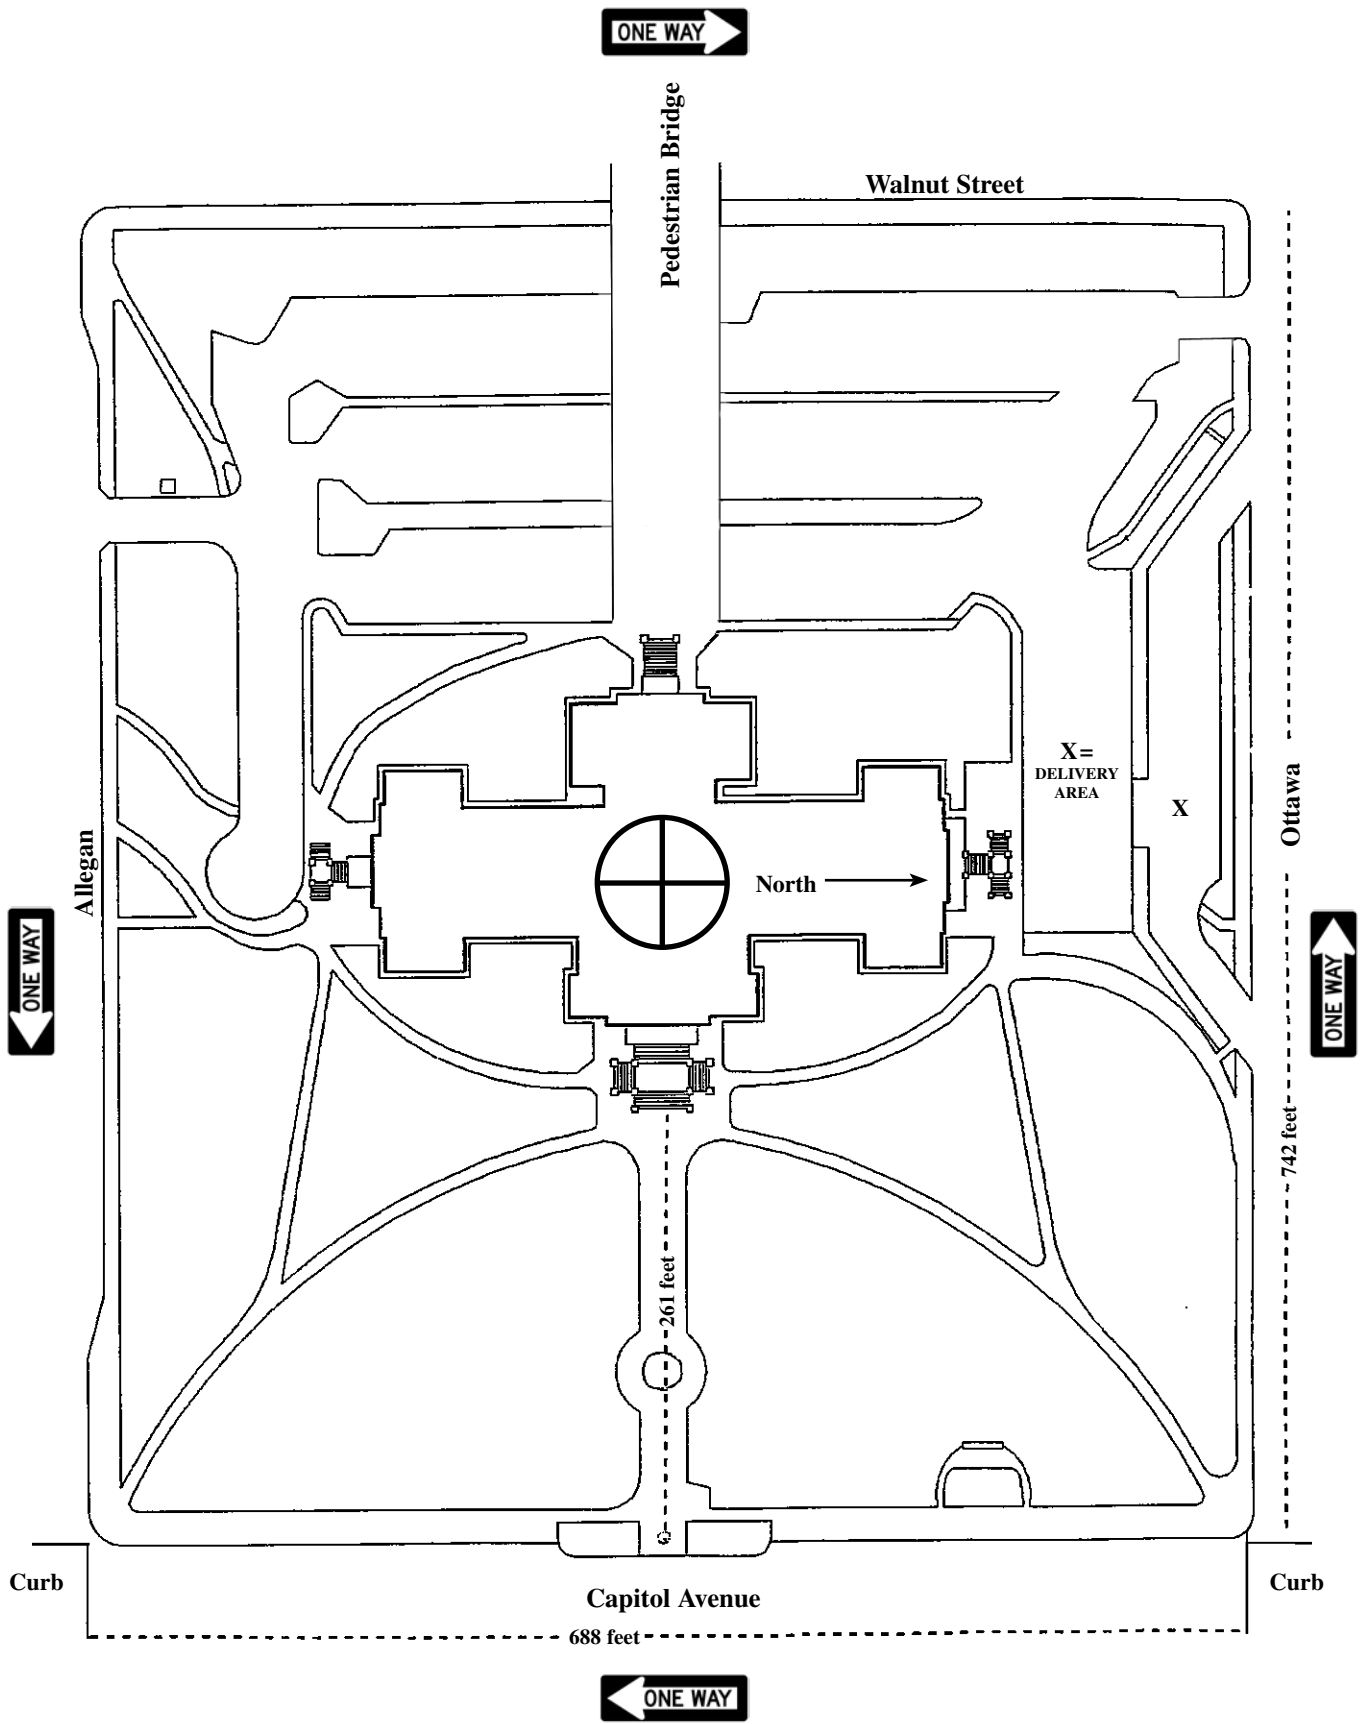 ONE WAY
Pedestrian Bridge
Walnut Street
X =
DELIVERY
AREA
X
Ottawa
Allegan
North
ONE WAY
ONE WAY
742 feet
261 feet
Curb
Curb
Capitol Avenue
688 feet
ONE WAY